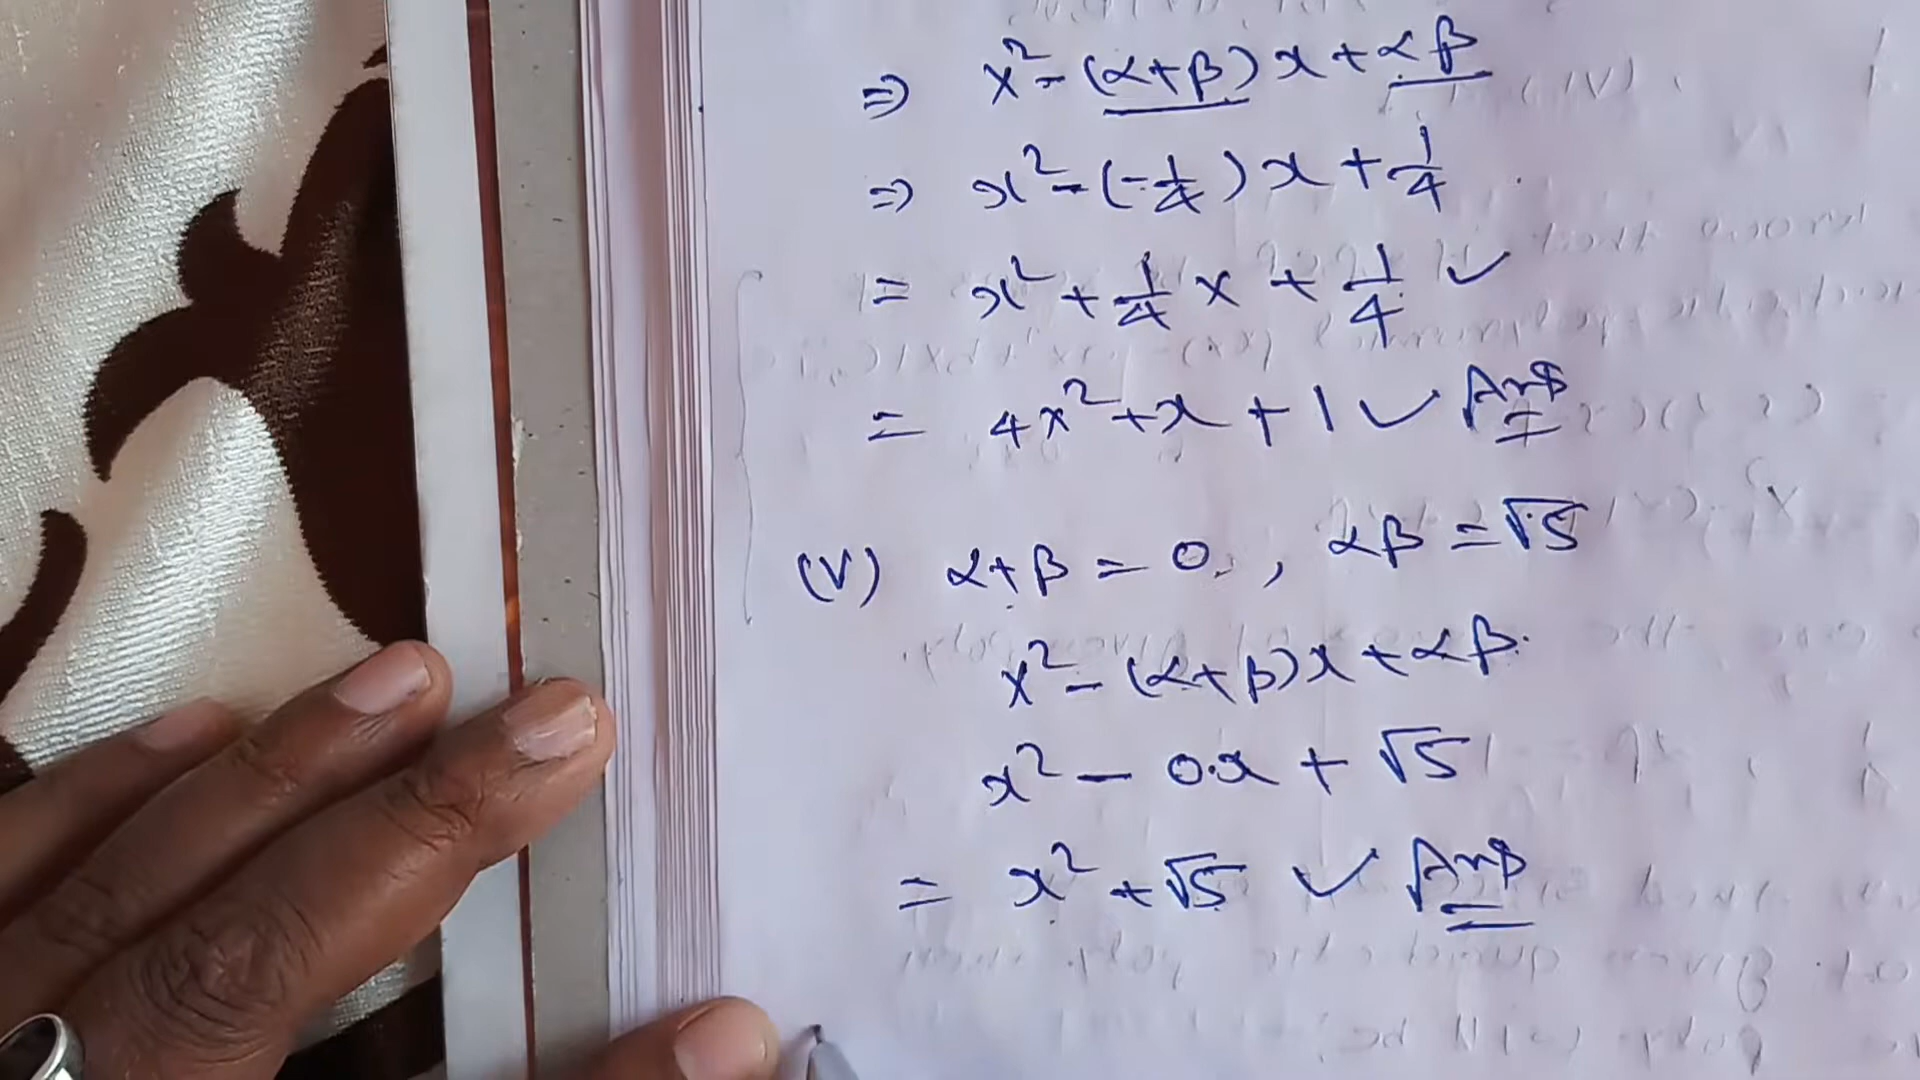 ⇒ x² - (α+β)x + αβ
⇒ x² - (-1/4)x + 1/4
= x² + 1/4 x + 1/4 ✓
= 4x² + x + 1 ✓ Ans
(V) α+β = 0, αβ = √5
x² - (α+β)x + αβ
x² - 0.x + √5
= x² + √5 ✓ Ans